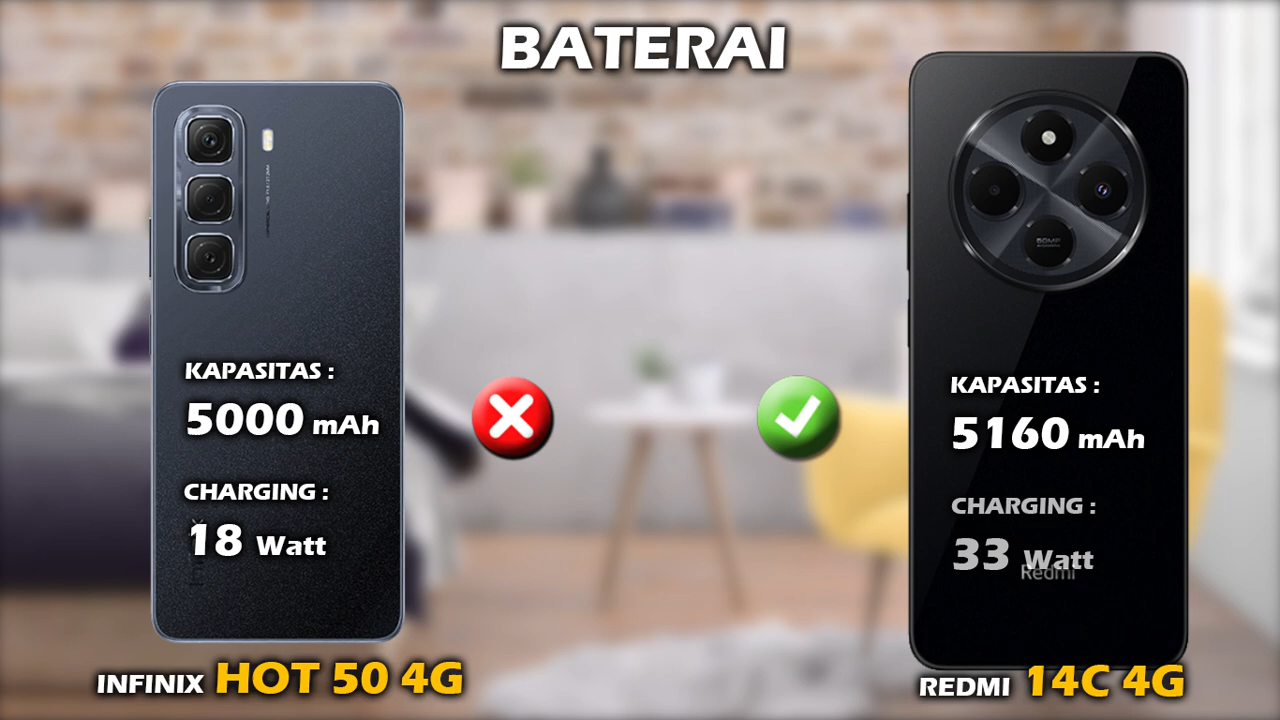 BATERAI
KAPASITAS :
5000 mAh
CHARGING :
18 Watt
INFINIX HOT 50 4G
50MP
KAPASITAS :
5160 mAh
CHARGING :
33 Watt
Redmi
REDMI 14C 4G